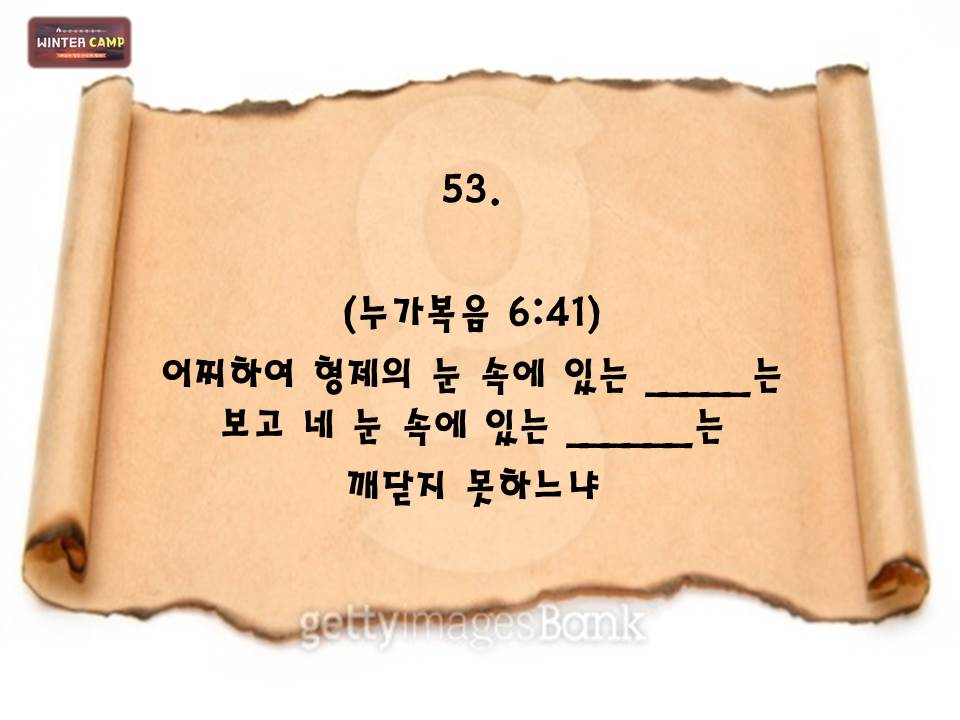 WINTER CAMP
53.
(누가복음 6:41)
어찌하여 형제의 눈 속에 있는 ______는
보고 네 눈 속에 있는 _______는
깨닫지 못하느냐
gettyimagesBank